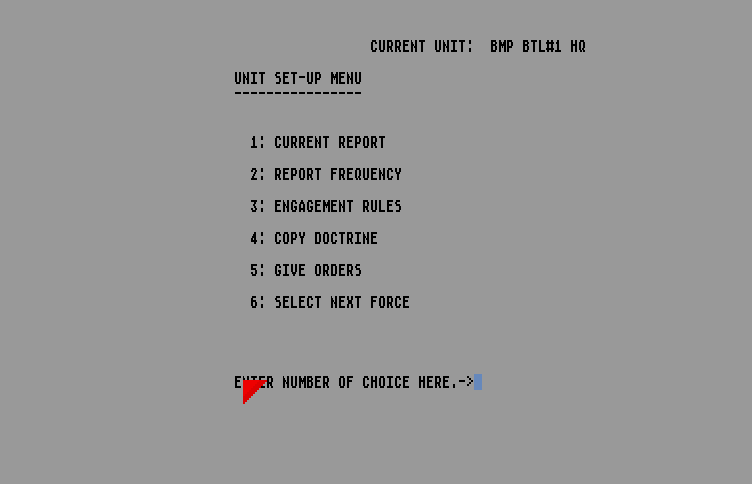 CURRENT UNIT:  BMP BTL#1 HQ
UNIT SET-UP MENU
----------------
1: CURRENT REPORT
2: REPORT FREQUENCY
3: ENGAGEMENT RULES
4: COPY DOCTRINE
5: GIVE ORDERS
6: SELECT NEXT FORCE
ENTER NUMBER OF CHOICE HERE.->